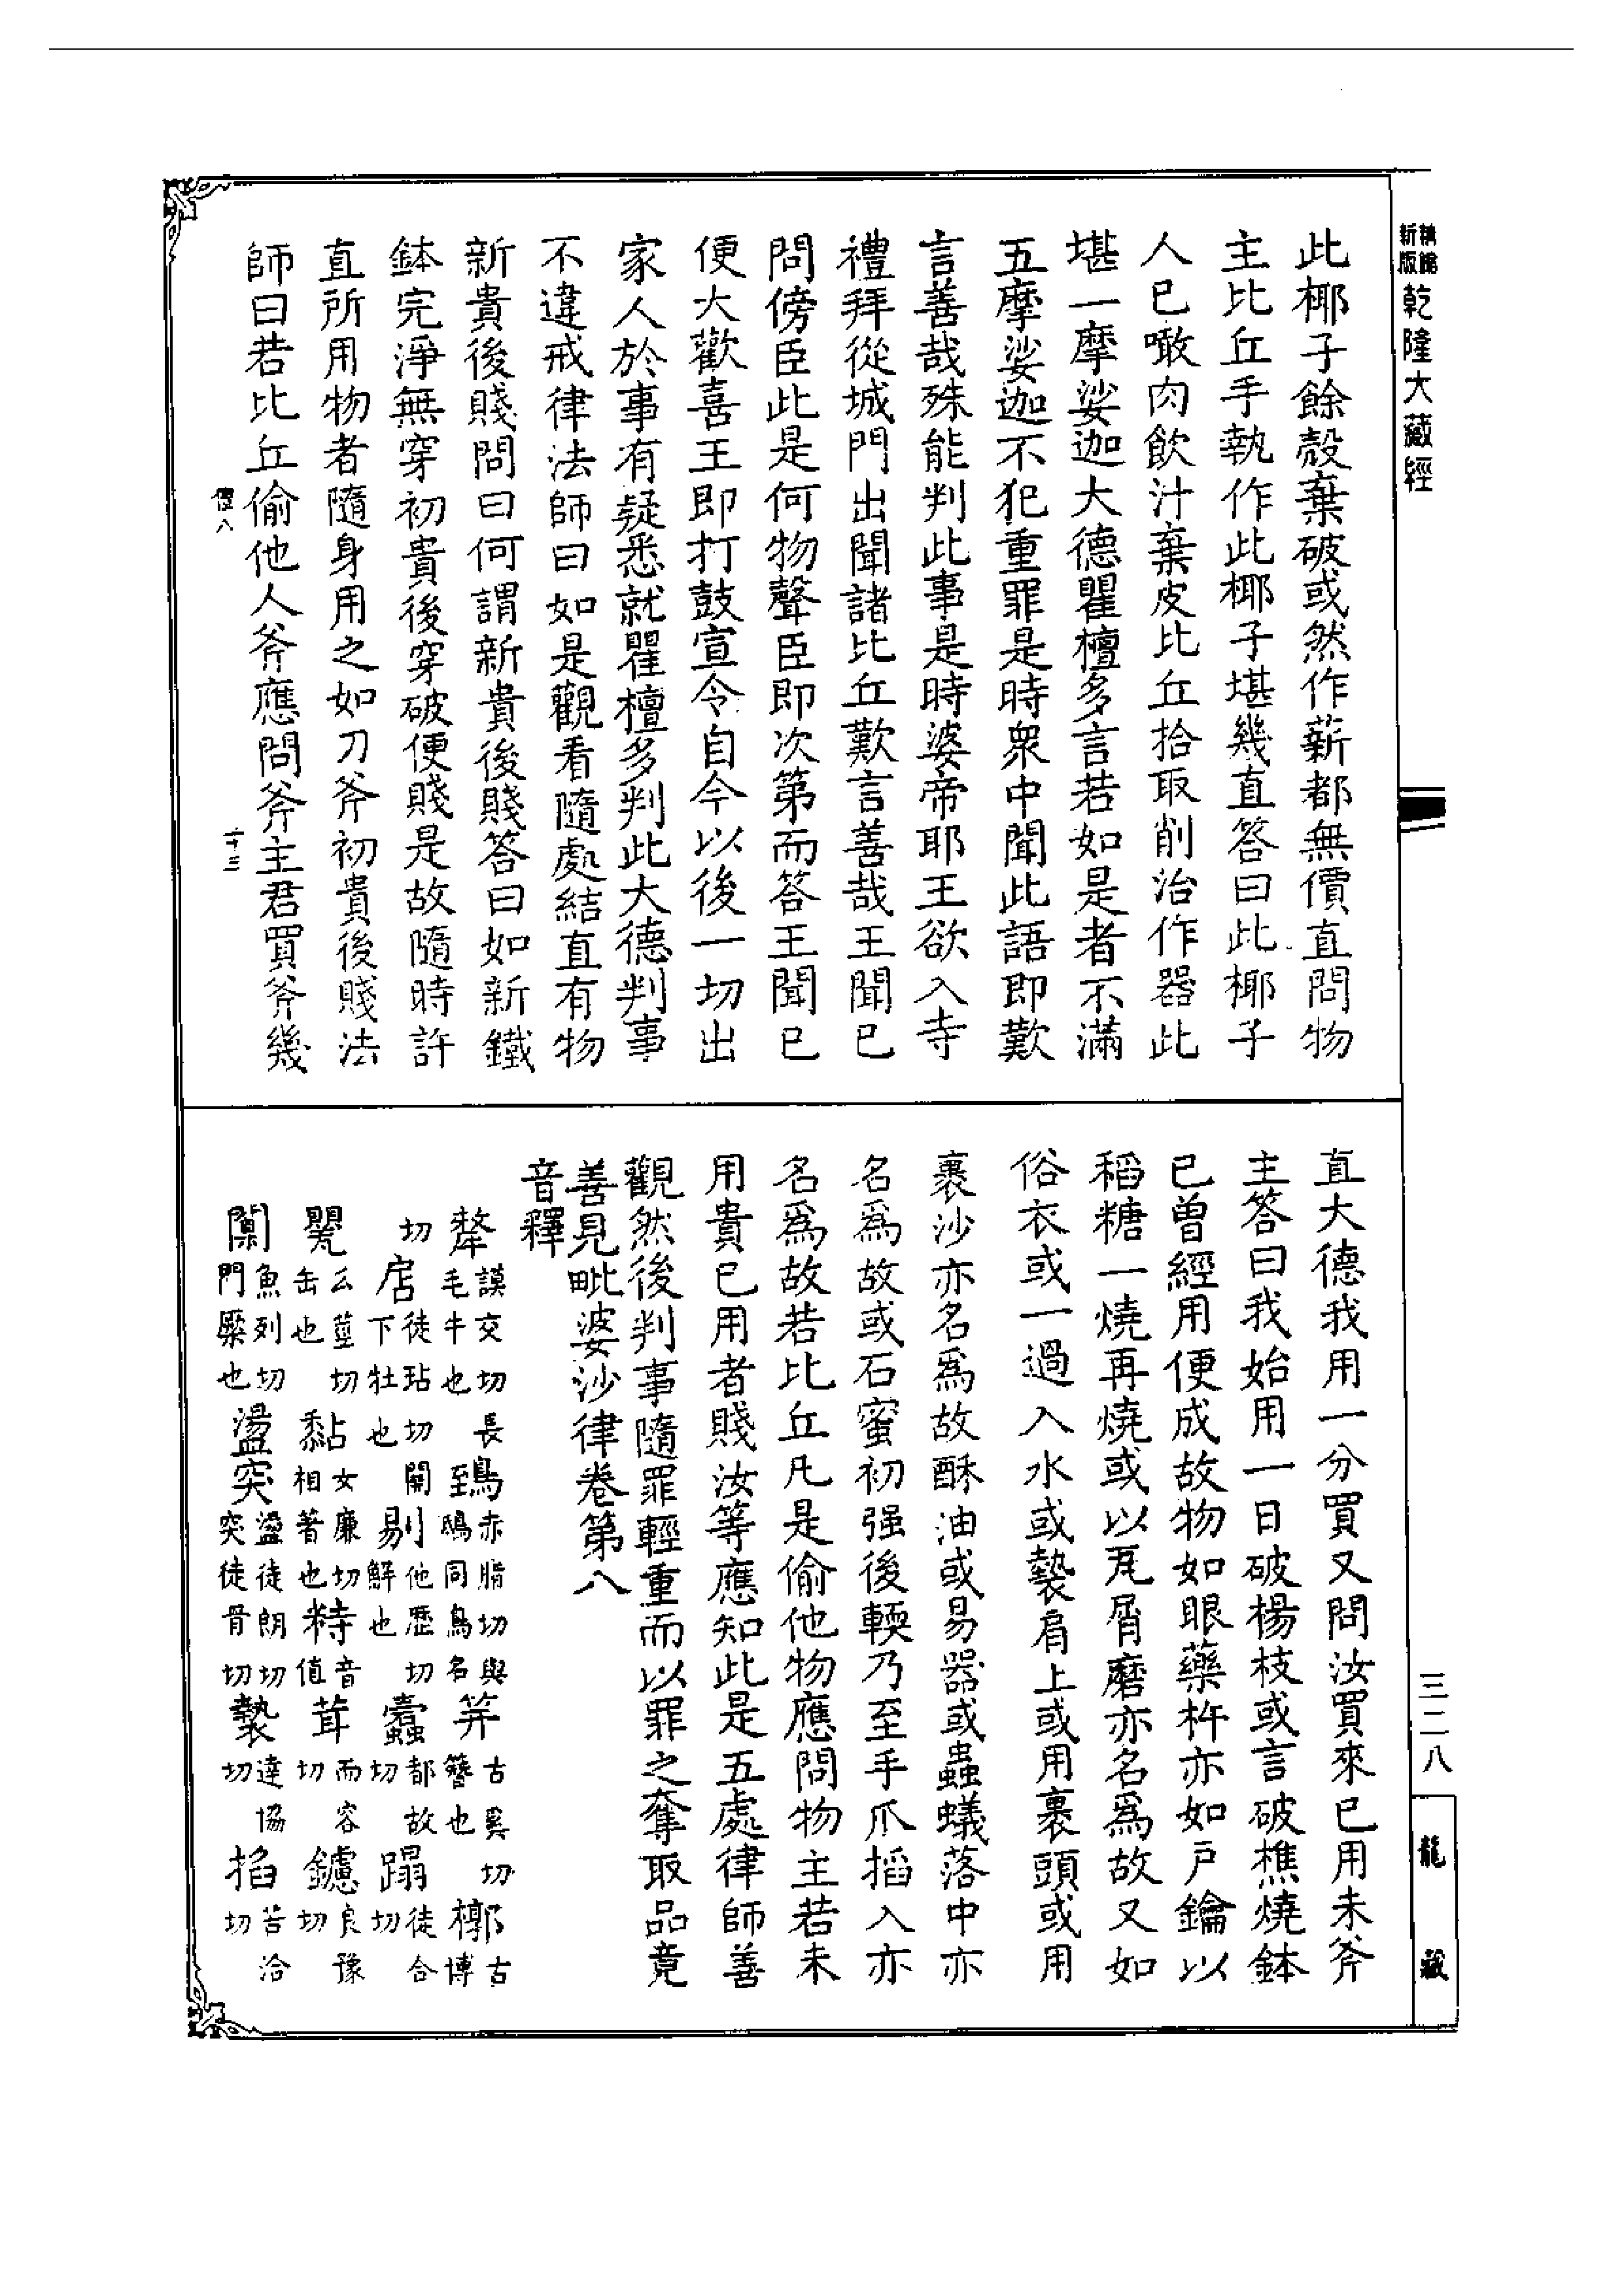 新版
乾隆大藏經
此椰子餘殻棄破或然作薪都無價直問物
主比丘手執作此椰子堪幾直答曰此椰子
人已噉肉飲汁棄皮比丘拾取削治作器此
堪一摩娑迦大德瞿檀多言若如是者不滿
五摩娑迦不犯重罪是時衆中聞此語即歎
言善哉殊能判此事是時婆帝耶王欲入寺
禮拜從城門出聞諸比丘歎言善哉王聞已
問傍臣此是何物聲臣即次第而答王聞已
便大歡喜王即打鼓宣令自今以後一切出
家人於事有疑悉就瞿檀多判此大德判事
不違戒律法師曰如是觀看隨處結直有物
新貴後賤問曰何謂新貴後賤答曰如新鐵
鉢完淨無穿初貴後穿破便賤是故隨時許
直所用物者隨身用之如刀斧初貴後賤法
師曰若比丘偷他人斧應問斧主君買斧幾
十三
直大德我用一分買又問汝買來已用未斧
主答曰我始用一日破楊枝或言破樵燒鉢
已曾經用便成故物如眼藥杵亦如戸鑰以
稻糖一燒再燒或以瓦屑磨亦名爲故又如
俗衣或一過入水或褺肩上或用裹頭或用
裹沙亦名爲故酥油或易器或蟲蟻落中亦
名爲故或石蜜初强後輭乃至手爪搯入亦
名爲故若比丘凡是偷他物應問物主若未
用貴已用者賤汝等應知此是五處律師善
觀然後判事隨罪輕重而以罪之奪取品竟
善見毗婆沙律卷第八
音釋
犛謨交切長毛牛也鵄赤脂切與鴟同鳥名笄古奚切簪也槨古博
切扂徒玷切關下牡也剔他歷切解也蠹都故切蹋徒合切
甖么莖切缶也黏女廉切相著也㹀音值茸而容切鑢良豫切
闑魚列切門橜也盪突盪徒朗切突徒骨切褺達協切掐苦洽切
三二八
龍藏